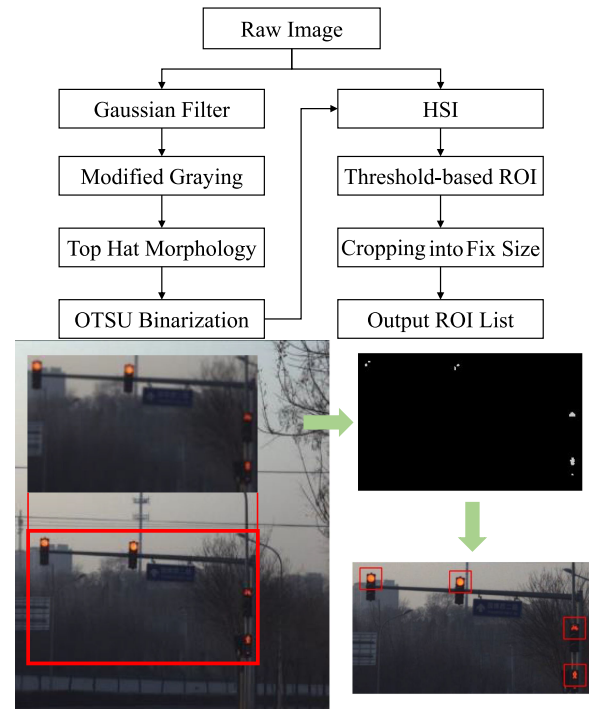 Raw Image
Gaussian Filter
HSI
Modified Graying
Threshold-based ROI
Top Hat Morphology
Cropping into Fix Size
OTSU Binarization
Output ROI List